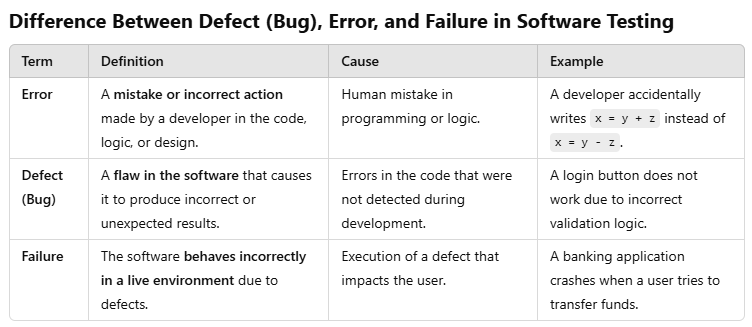 Difference Between Defect (Bug), Error, and Failure in Software Testing
Term Definition Cause Example
Error
A mistake or incorrect action
made by a developer in the code,
logic, or design.
Human mistake in
programming or logic.
A developer accidentally
writes x = y + z instead of
x = y - z .
Defect
(Bug)
A flaw in the software that causes
it to produce incorrect or
unexpected results.
Errors in the code that were
not detected during
development.
A login button does not
work due to incorrect
validation logic.
Failure
The software behaves incorrectly
in a live environment due to
defects.
Execution of a defect that
impacts the user.
A banking application
crashes when a user tries to
transfer funds.